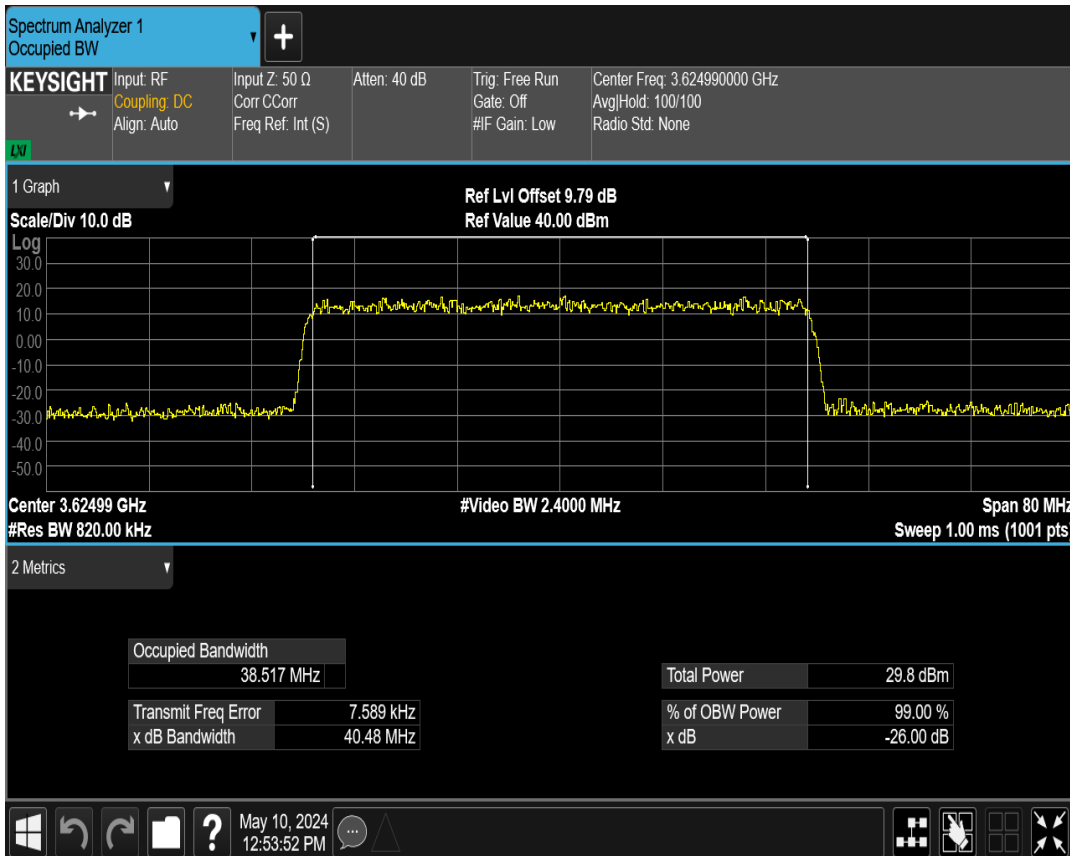 Spectrum Analyzer 1
Occupied BW
KEYSIGHT
LXI
Input: RF
Coupling: DC
Align: Auto
Input Z: 50 Ω
Corr CCorr
Freq Ref: Int (S)
Atten: 40 dB
Trig: Free Run
Gate: Off
#IF Gain: Low
Center Freq: 3.624990000 GHz
Avg|Hold: 100/100
Radio Std: None
1 Graph
Scale/Div 10.0 dB
Ref Lvl Offset 9.79 dB
Ref Value 40.00 dBm
Log
30.0
20.0
10.0
0.00
-10.0
-20.0
-30.0
-40.0
-50.0
Center 3.62499 GHz
#Res BW 820.00 kHz
#Video BW 2.4000 MHz
Span 80 MHz
Sweep 1.00 ms (1001 pts)
2 Metrics
Occupied Bandwidth
38.517 MHz
Transmit Freq Error 7.589 kHz
x dB Bandwidth 40.48 MHz
Total Power 29.8 dBm
% of OBW Power 99.00 %
x dB -26.00 dB
May 10, 2024
12:53:52 PM